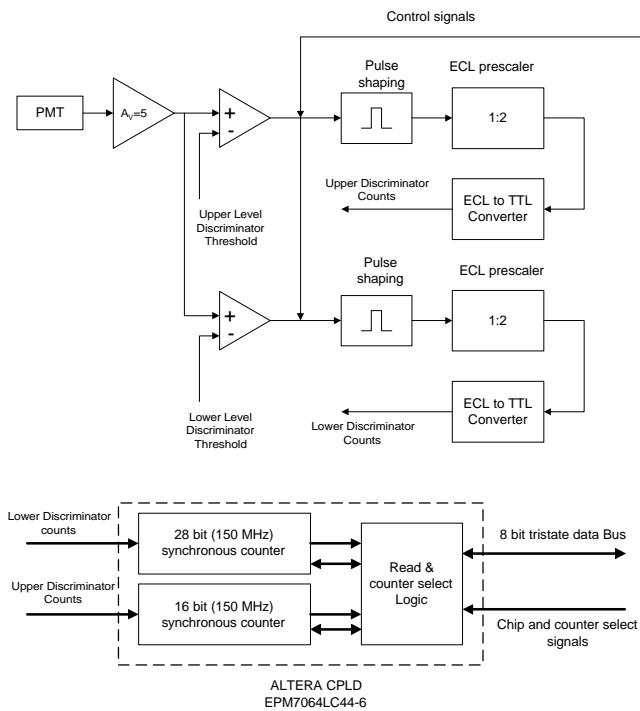 Control signals
Pulse
shaping
ECL prescaler
PMT
Aᵥ=5
+
-
1:2
Upper Discriminator
Counts
ECL to TTL
Converter
Upper Level
Discriminator
Threshold
Pulse
shaping
ECL prescaler
+
-
1:2
Lower Level
Discriminator
Threshold
Lower Discriminator
Counts
ECL to TTL
Converter
Lower Discriminator
counts
28 bit (150 MHz)
synchronous counter
8 bit tristate data Bus
Read &
counter select
Logic
Upper Discriminator
Counts
16 bit (150 MHz)
synchronous counter
Chip and counter select
signals
ALTERA CPLD
EPM7064LC44-6